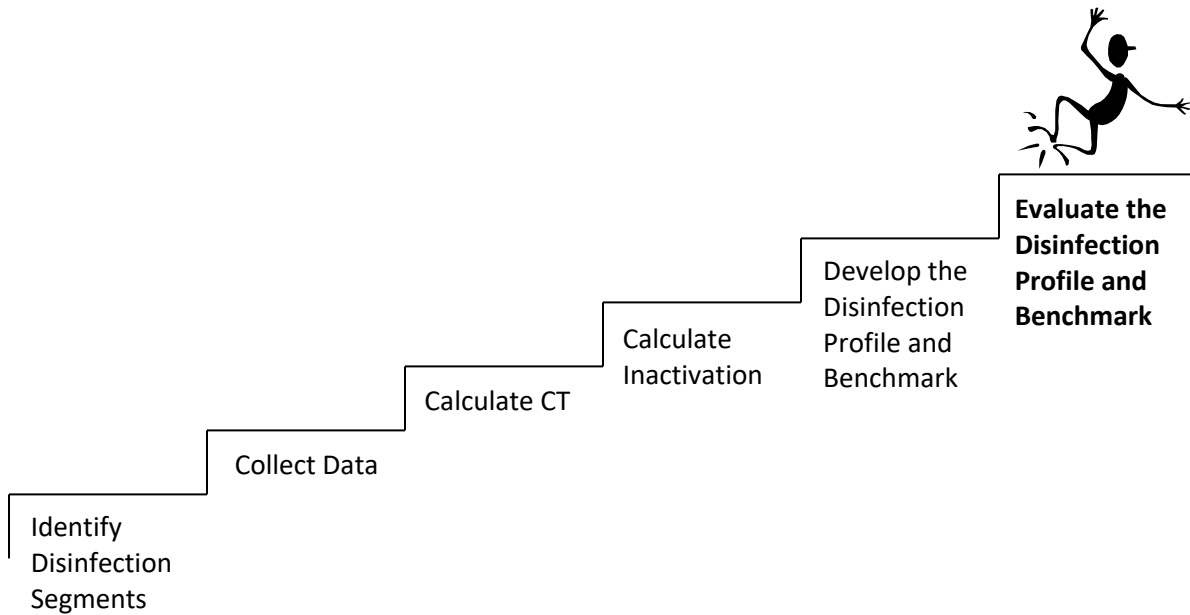 Identify
Disinfection
Segments
Collect Data
Calculate CT
Calculate
Inactivation
Develop the
Disinfection
Profile and
Benchmark
Evaluate the
Disinfection
Profile and
Benchmark